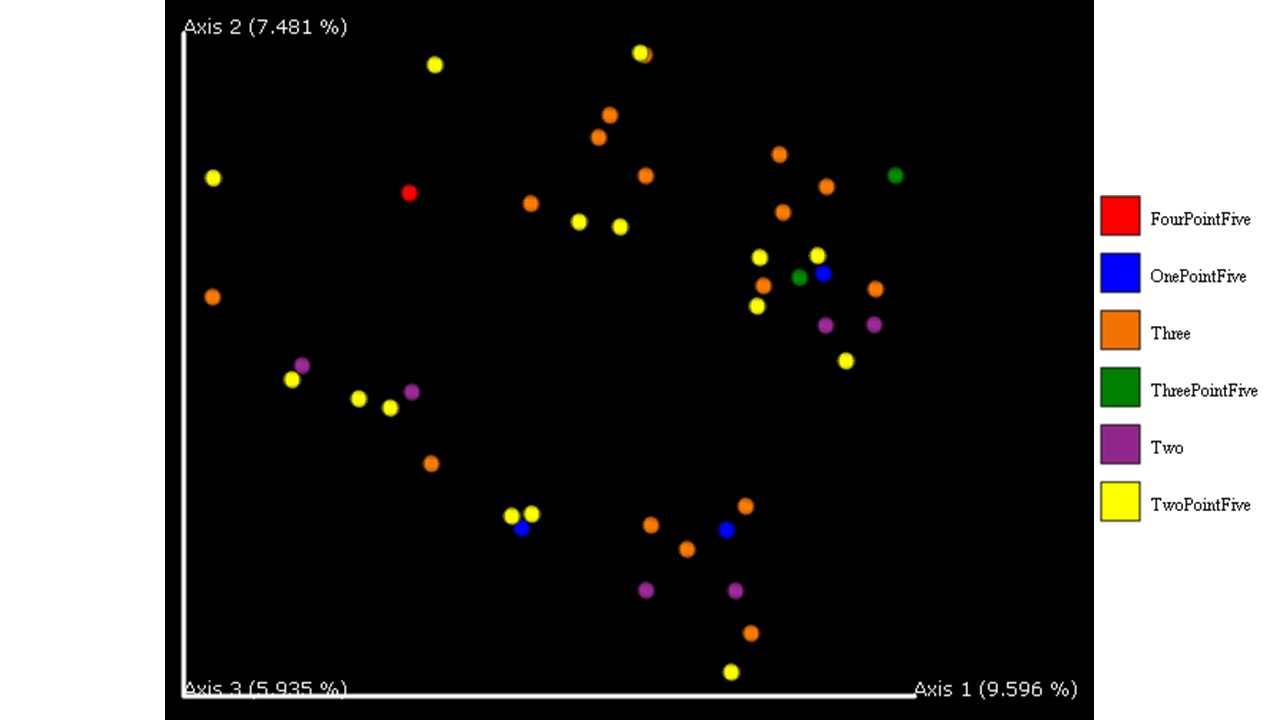 Axis 2 (7.481 %)
FourPointFive
OnePointFive
Three
ThreePointFive
Two
TwoPointFive
Axis 3 (5.935 %)
Axis 1 (9.596 %)